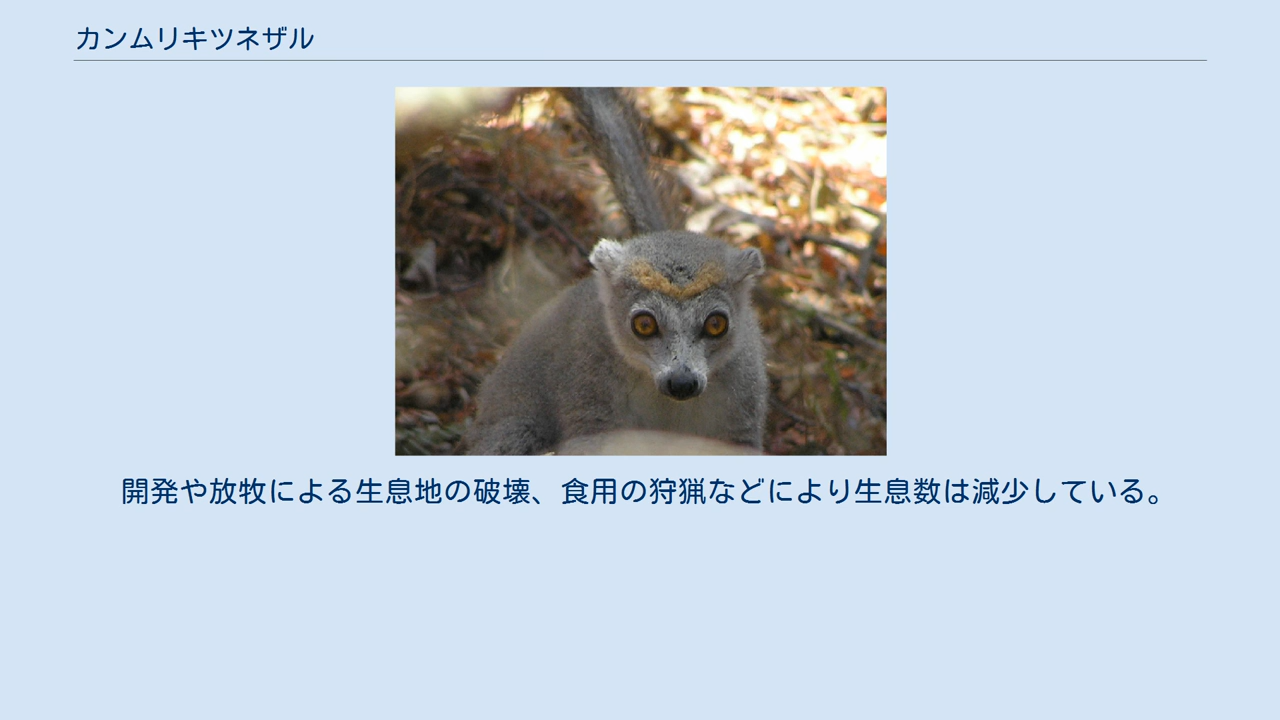 カンムリキツネザル
開発や放牧による生息地の破壊、食用の狩猟などにより生息数は減少している。